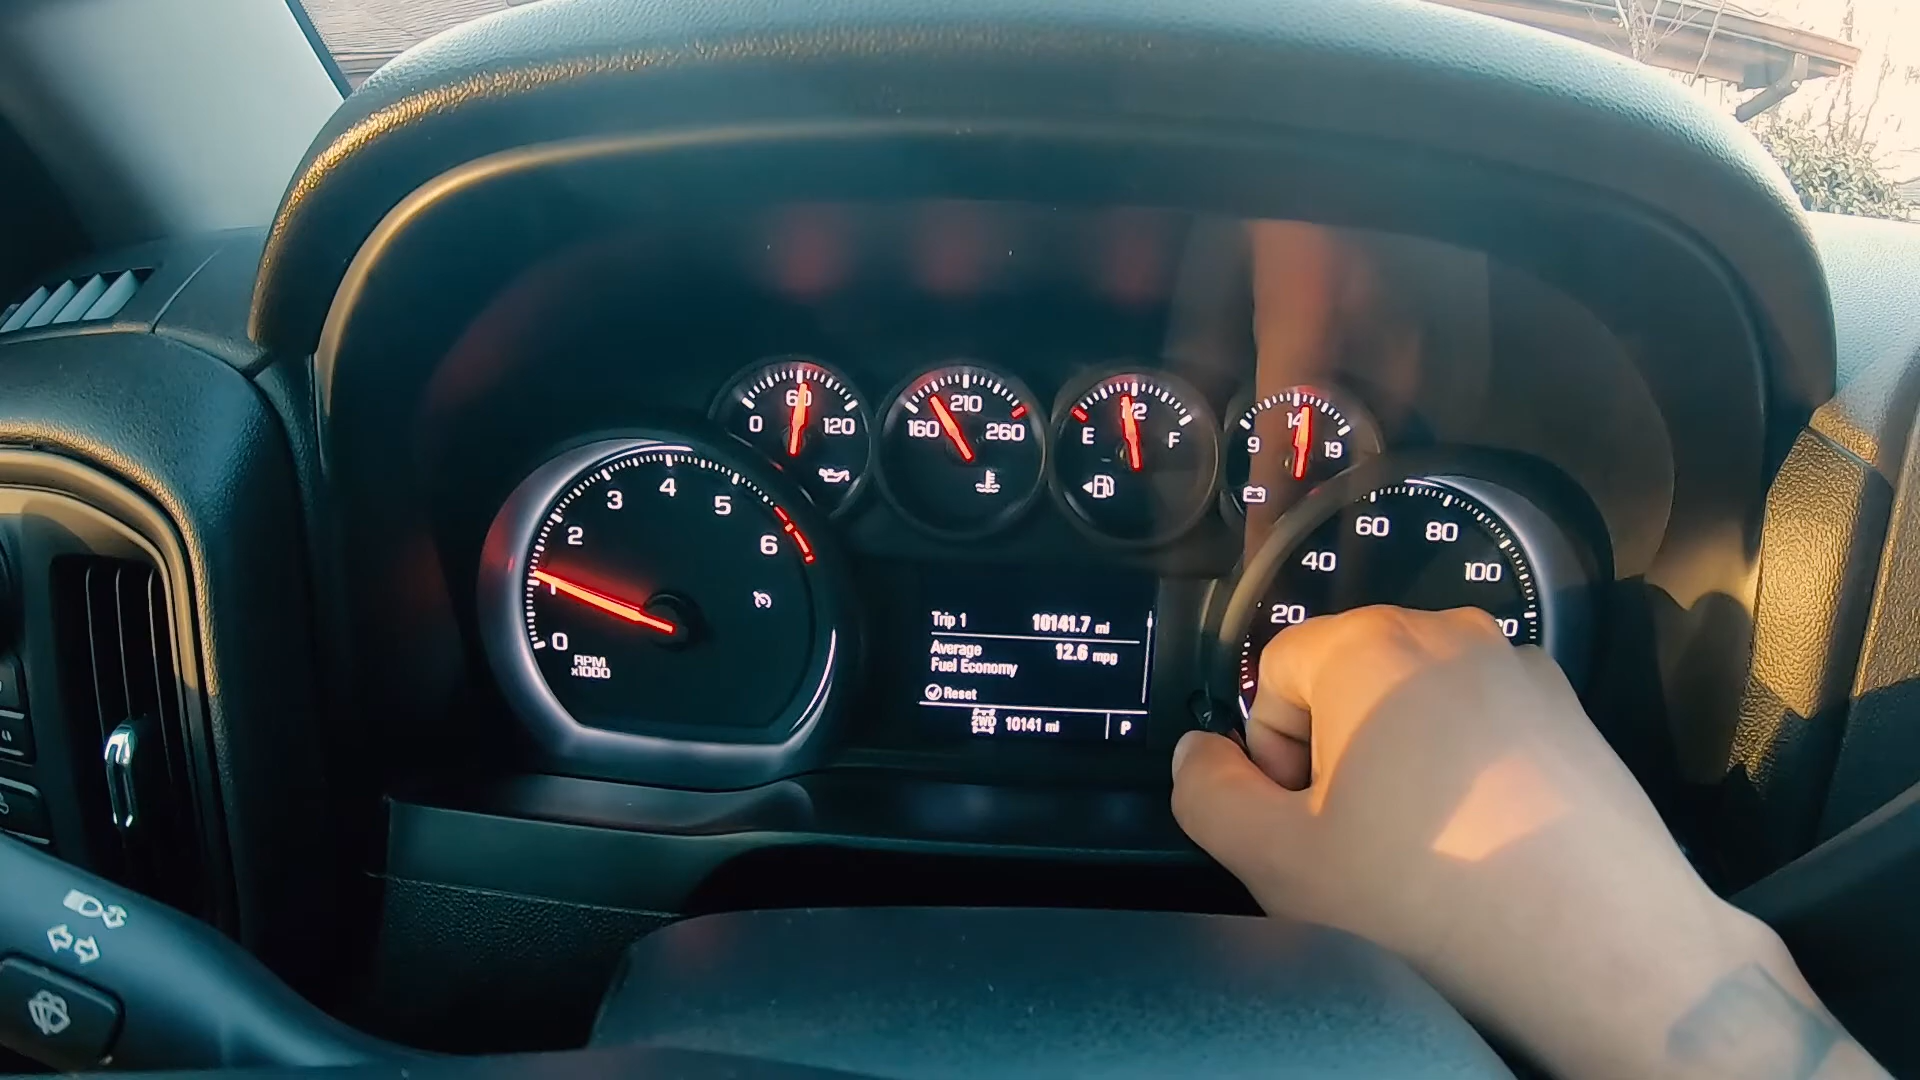 0 60 120
160 210 260
E 1/2 F
9 14 19
0 1 2 3 4 5 6
RPM
x1000
20 40 60 80 100
Trip 1 10141.7 mi
Average 12.6 mpg
Fuel Economy
Reset
2WD 10141 mi P